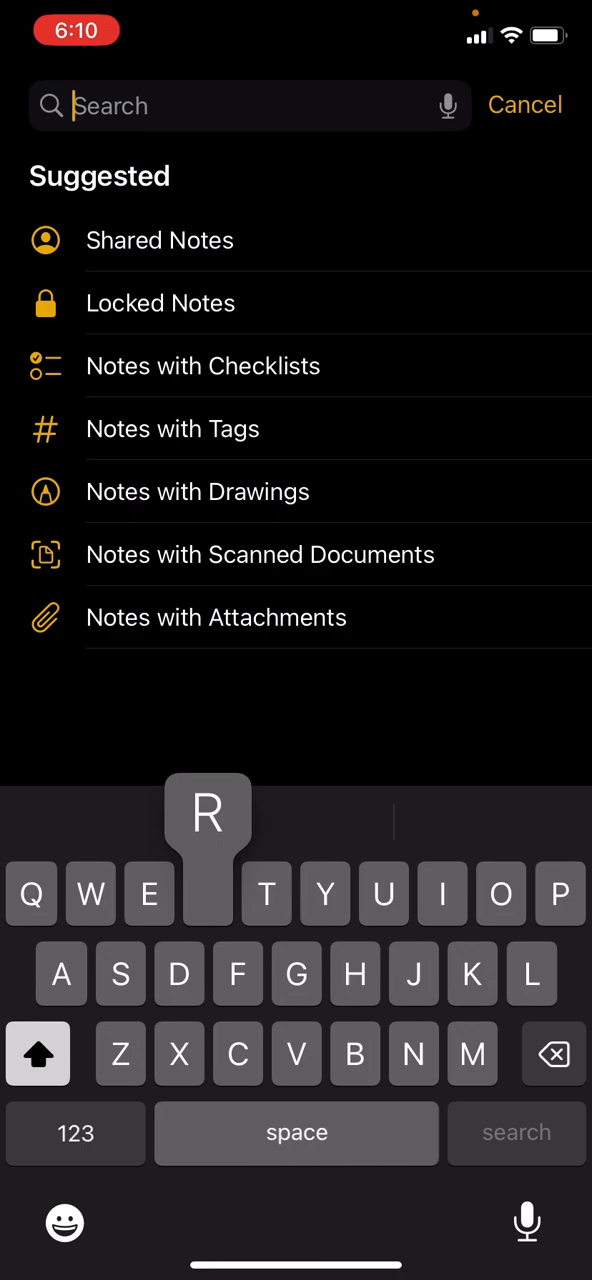 6:10
Search
Cancel
Suggested
Shared Notes
Locked Notes
Notes with Checklists
# Notes with Tags
Notes with Drawings
Notes with Scanned Documents
Notes with Attachments
R
Q W E T Y U I O P
A S D F G H J K L
Z X C V B N M
123 space search